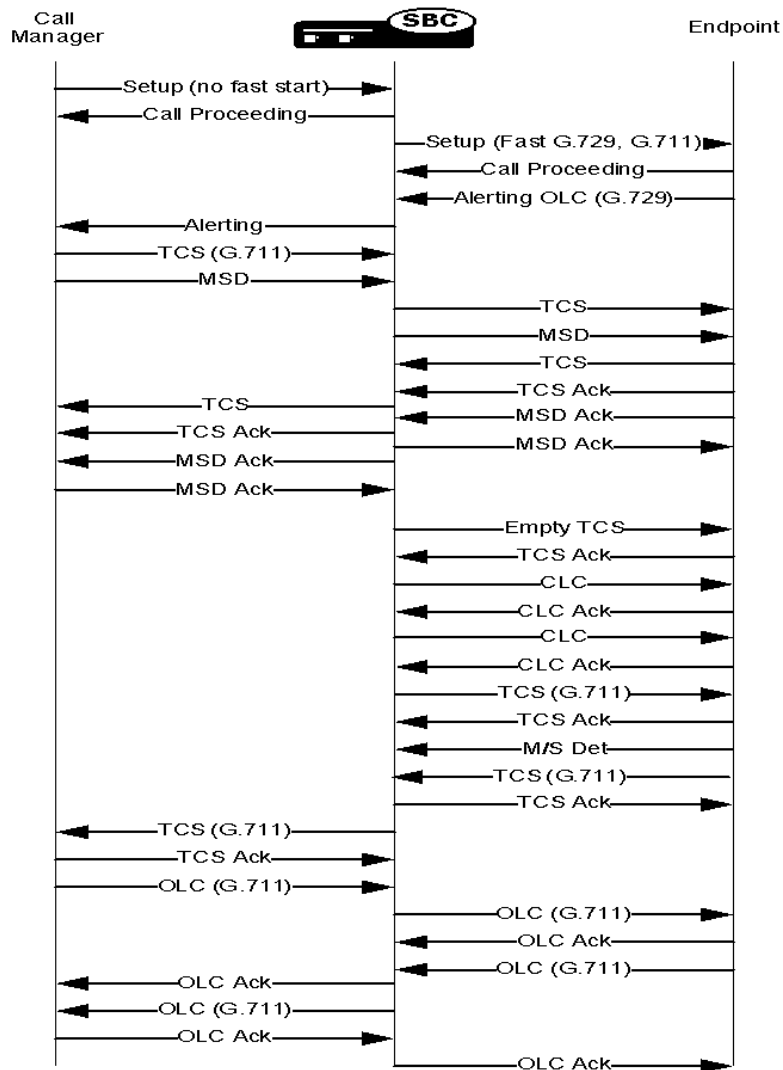 Call
Manager
SBC
Endpoint
Setup (no fast start)
Call Proceeding
Setup (Fast G.729, G.711)
Call Proceeding
Alerting OLC (G.729)
Alerting
TCS (G.711)
MSD
TCS
MSD
TCS
TCS Ack
TCS
MSD Ack
TCS Ack
MSD Ack
MSD Ack
MSD Ack
Empty TCS
TCS Ack
CLC
CLC Ack
CLC
CLC Ack
TCS (G.711)
TCS Ack
M/S Det
TCS (G.711)
TCS Ack
TCS (G.711)
TCS Ack
OLC (G.711)
OLC (G.711)
OLC Ack
OLC (G.711)
OLC Ack
OLC (G.711)
OLC Ack
OLC Ack